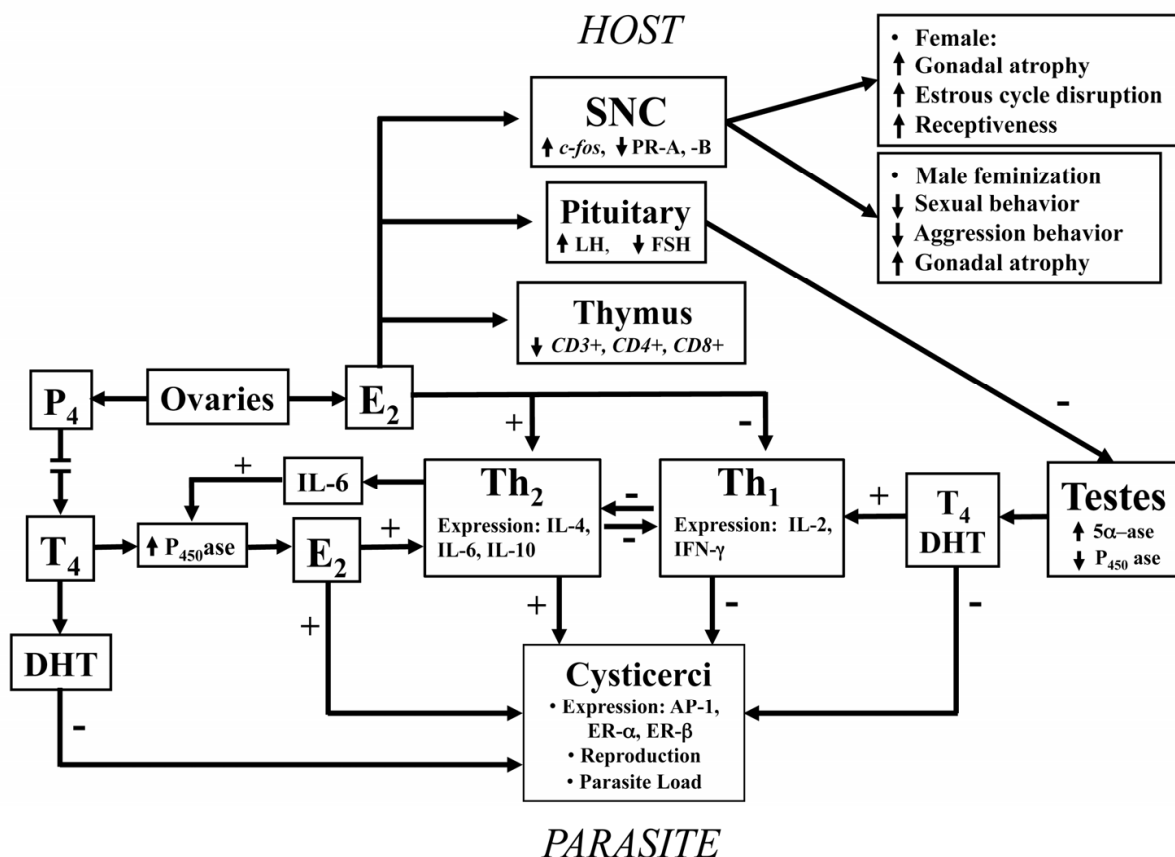 HOST
SNC
↑ c-fos, ↓ PR-A, -B
• Female:
↑ Gonadal atrophy
↑ Estrous cycle disruption
↑ Receptiveness
- Male feminization
↓ Sexual behavior
↓ Aggression behavior
↑ Gonadal atrophy
Pituitary
↑ LH, ↓ FSH
Thymus
↓ CD3+, CD4+, CD8+
P4
Ovaries
E2
+
-
-
+
IL-6
Th2
Expression: IL-4,
IL-6, IL-10
-
-
Th1
Expression: IL-2,
IFN-γ
+
T4
DHT
Testes
↑ 5α–ase
↓ P450 ase
T4
↑ P450ase
E2
+
+
+
-
-
DHT
-
Cysticerci
• Expression: AP-1,
ER-α, ER-β
• Reproduction
• Parasite Load
PARASITE